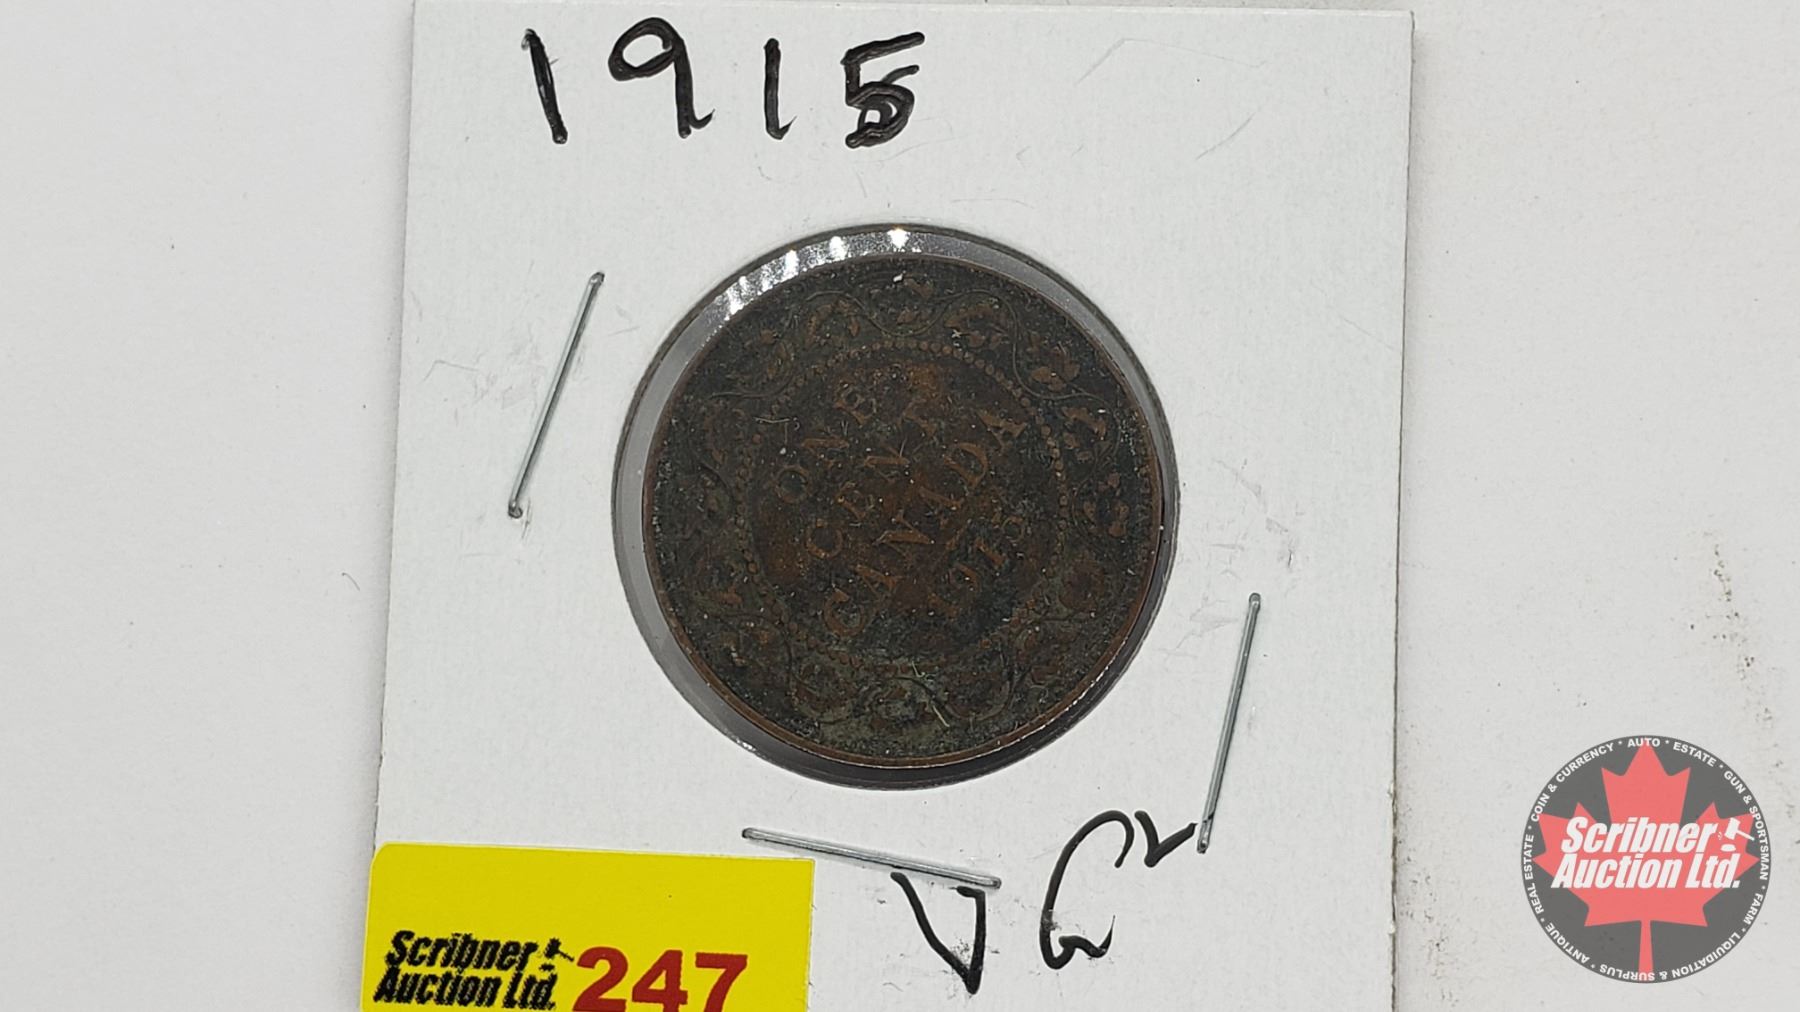 1915
ONE
CENT
CANADA
1915
VG
Scribner
Auction Ltd.
247
COIN & CURRENCY * AUTO * ESTATE * GUN & SPORTSMAN * FARM * LIQUIDATION & SURPLUS * ANTIQUE * REAL ESTATE *
Scribner
Auction Ltd.